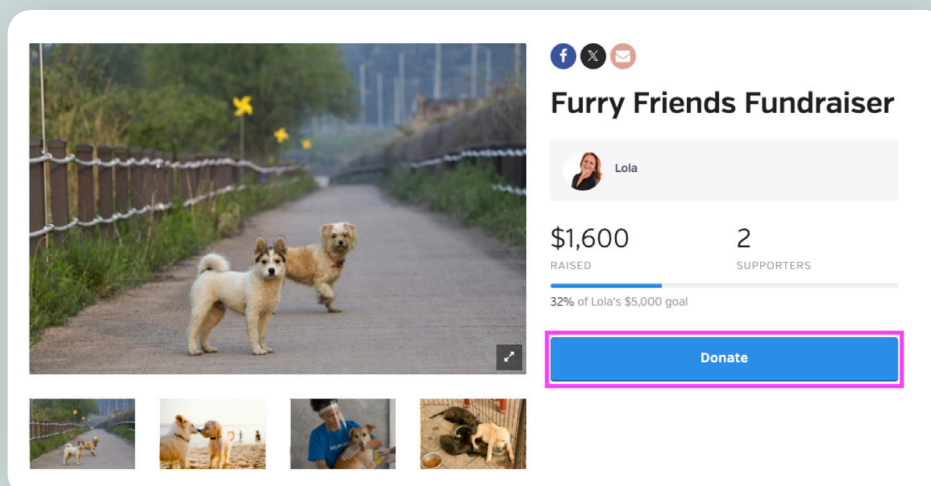 Furry Friends Fundraiser
Lola
$1,600
RAISED
2
SUPPORTERS
32% of Lola's $5,000 goal
Donate